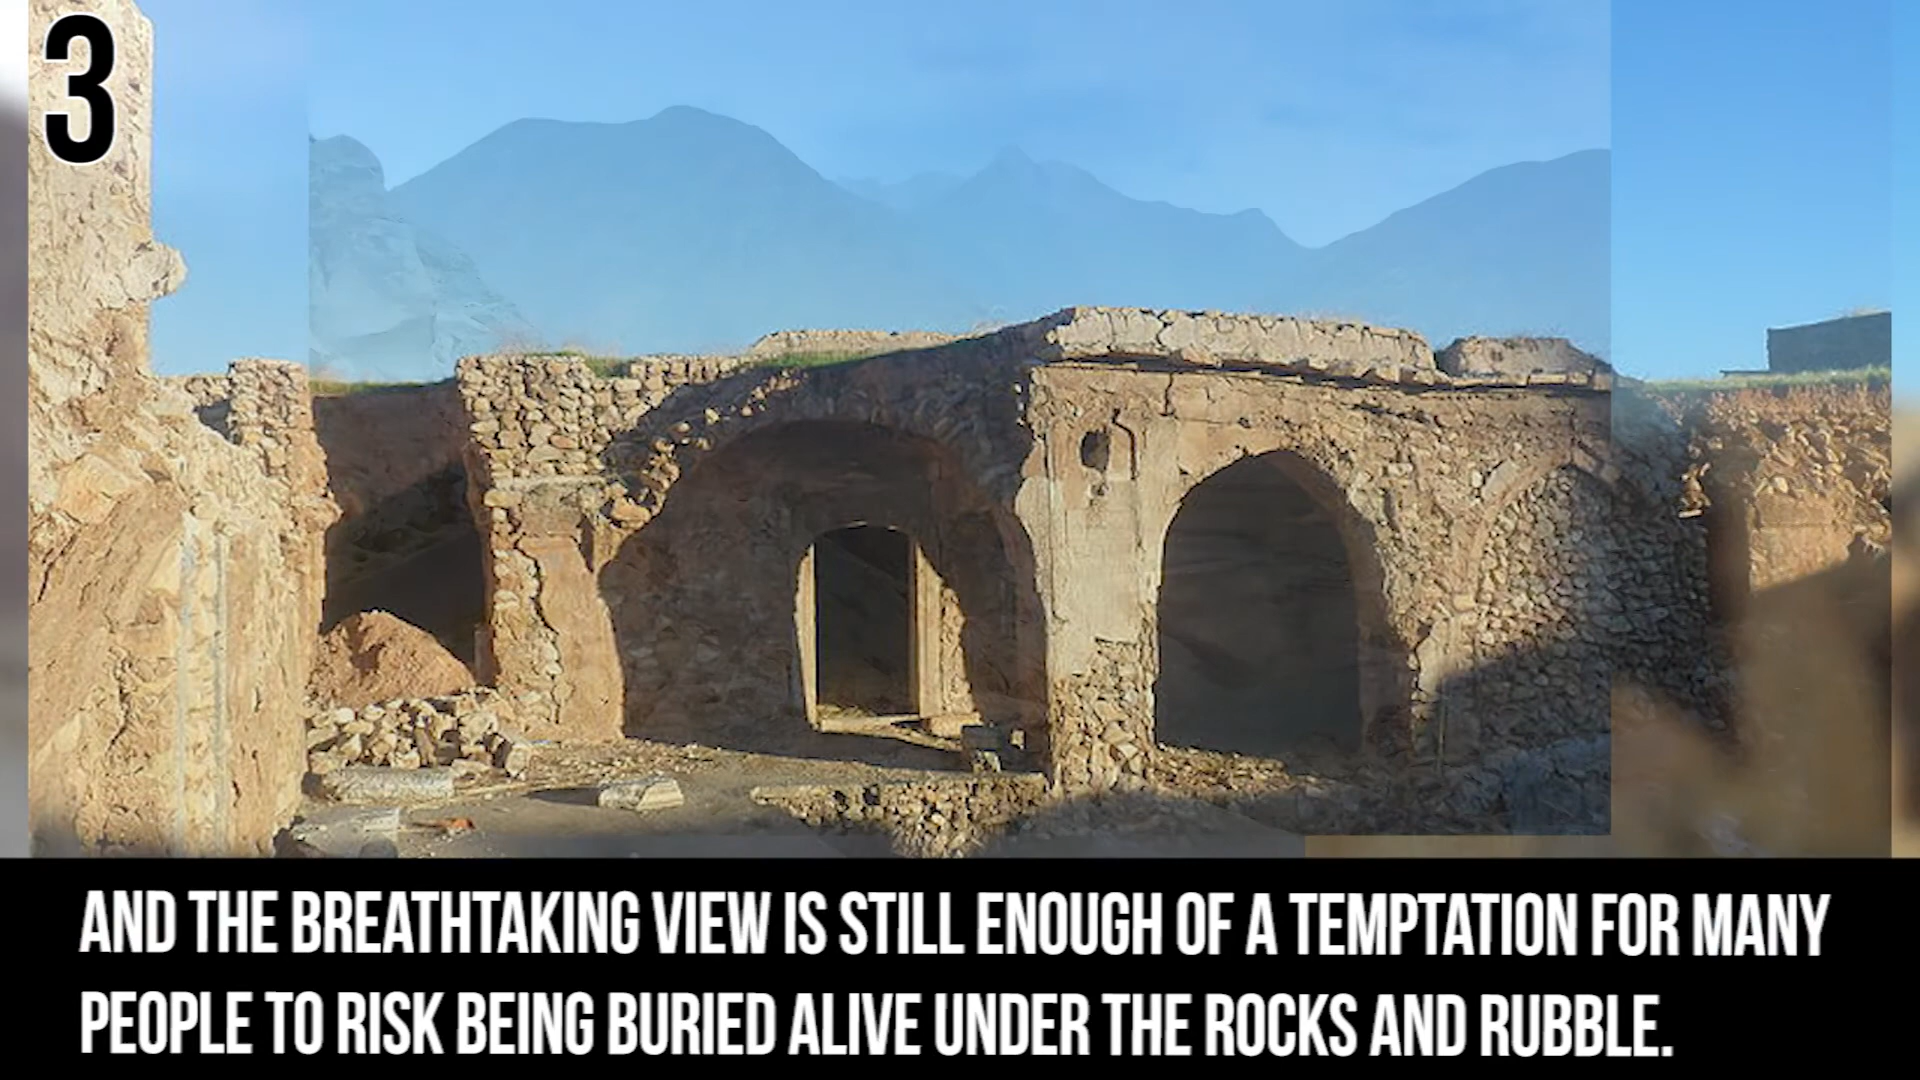 3
AND THE BREATHTAKING VIEW IS STILL ENOUGH OF A TEMPTATION FOR MANY
PEOPLE TO RISK BEING BURIED ALIVE UNDER THE ROCKS AND RUBBLE.